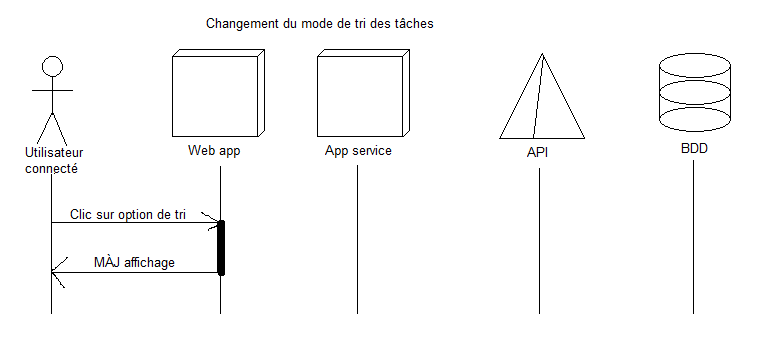 Changement du mode de tri des tâches
Utilisateur
connecté
Web app
App service
API
BDD
Clic sur option de tri
MÀJ affichage